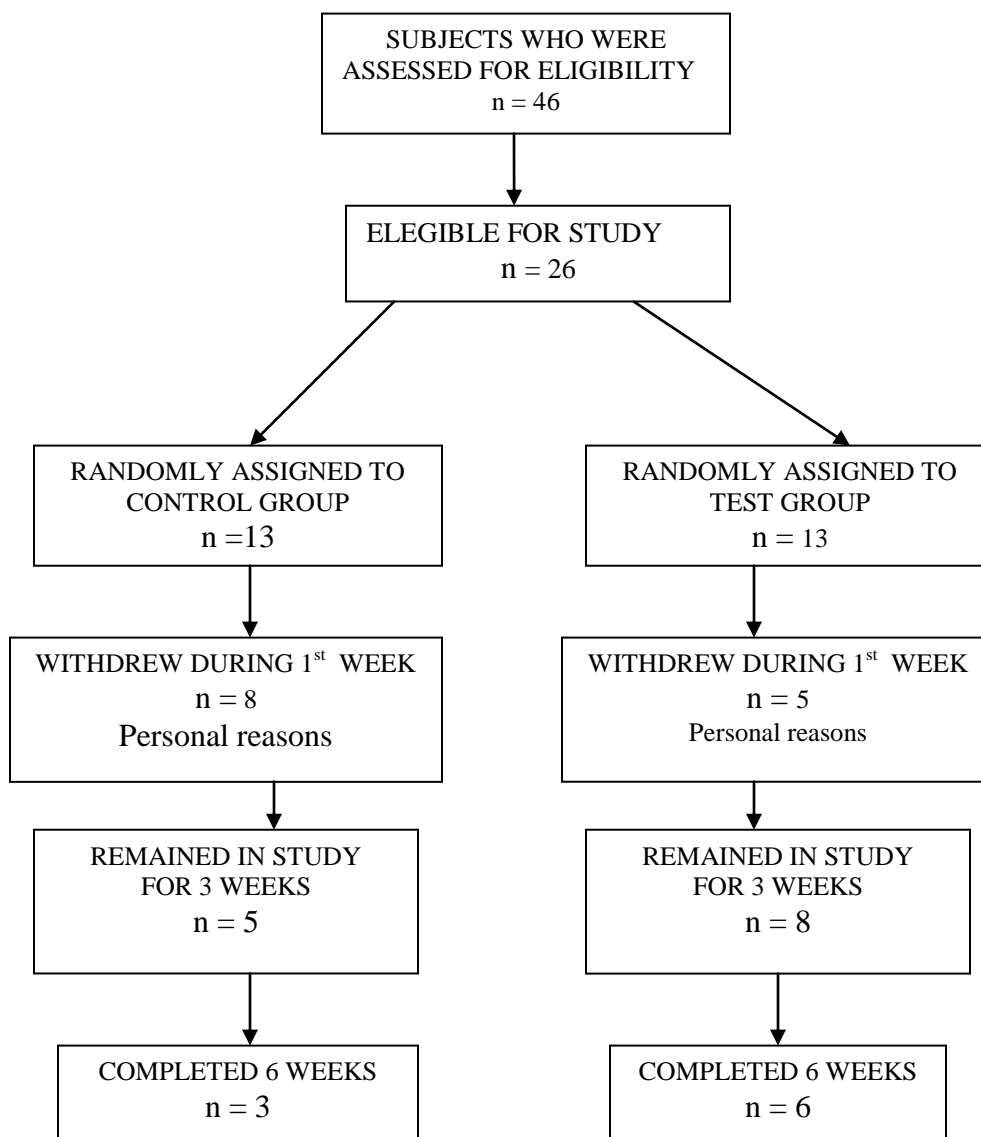 SUBJECTS WHO WERE
ASSESSED FOR ELIGIBILITY
n = 46
ELEGIBLE FOR STUDY
n = 26
RANDOMLY ASSIGNED TO
CONTROL GROUP
n =13
RANDOMLY ASSIGNED TO
TEST GROUP
n = 13
WITHDREW DURING 1st WEEK
n = 8
Personal reasons
WITHDREW DURING 1st WEEK
n = 5
Personal reasons
REMAINED IN STUDY
FOR 3 WEEKS
n = 5
REMAINED IN STUDY
FOR 3 WEEKS
n = 8
COMPLETED 6 WEEKS
n = 3
COMPLETED 6 WEEKS
n = 6